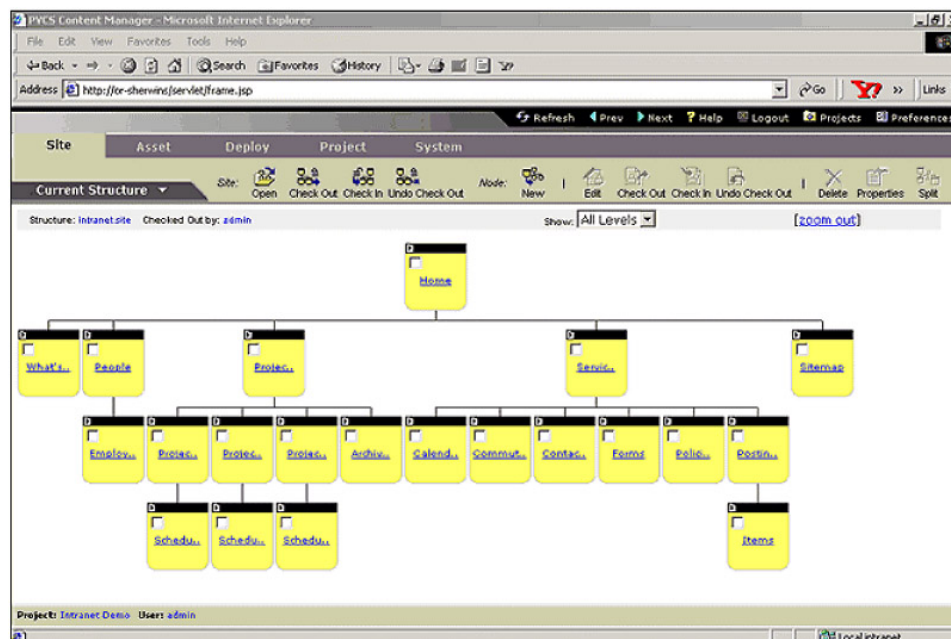 PVCS Content Manager - Microsoft Internet Explorer
File Edit View Favorites Tools Help
Back Search Favorites History
Address http://or-sherwins/servlet/frame.jsp Go Y! >> Links
Refresh Prev Next ? Help Logout Projects Preferences
Site Asset Deploy Project System
Current Structure Site: Open Check Out Check In Undo Check Out Node: New Edit Check Out Check In Undo Check Out Delete Properties Split
Structure: intranet.site Checked Out by: admin Show: All Levels [zoom out]
Home
What's.. People Projec.. Servic.. Sitemap
Employ.. Projec.. Projec.. Projec.. Archiv.. Calend.. Commut.. Contac.. Forms Polic.. Postin..
Schedu.. Schedu.. Schedu.. Items
Project: Intranet Demo User: admin
Local intranet